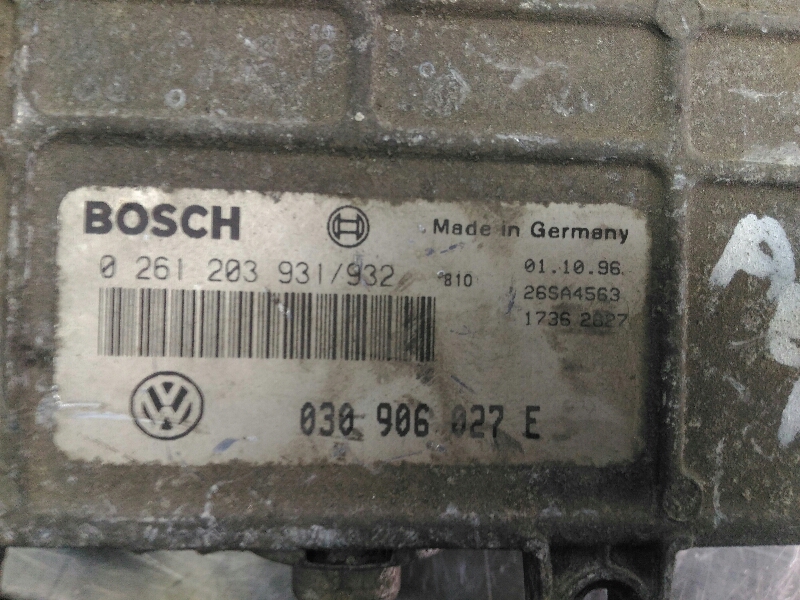 BOSCH
Made in Germany
0 261 203 931/932
810
01.10.96
26SA4563
1736 2827
030 906 027 E